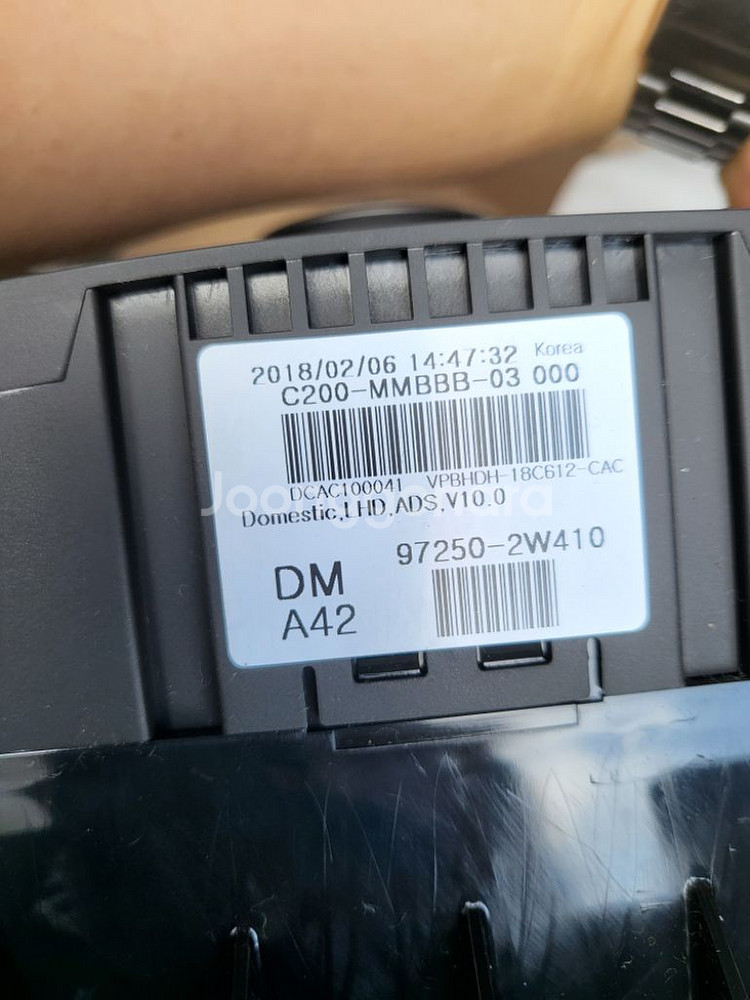 2018/02/06 14:47:32 Korea
C200-MMBBB-03 000
DCAC100041 VPBHDH-18C612-CAC
Joonggonara
Domestic,LHD,ADS,V10.0
97250-2W410
DM
A42